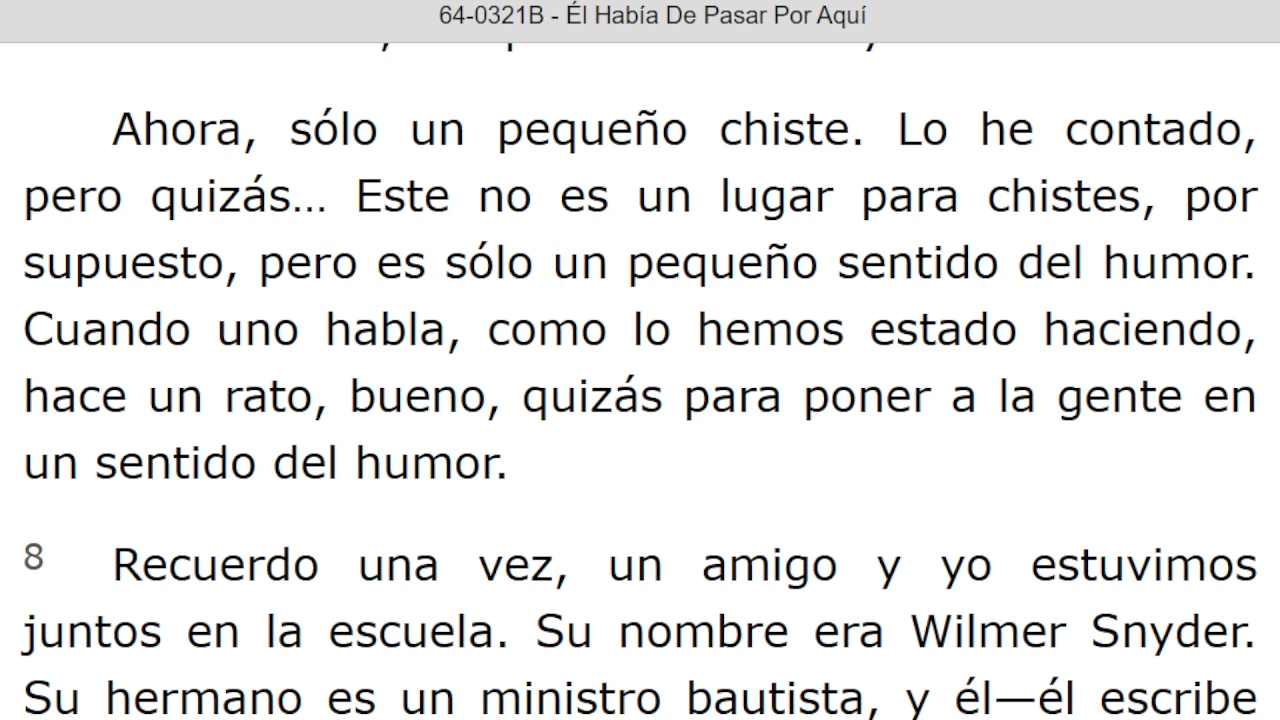 64-0321B - Él Había De Pasar Por Aquí
Ahora, sólo un pequeño chiste. Lo he contado,
pero quizás... Este no es un lugar para chistes, por
supuesto, pero es sólo un pequeño sentido del humor.
Cuando uno habla, como lo hemos estado haciendo,
hace un rato, bueno, quizás para poner a la gente en
un sentido del humor.
8 Recuerdo una vez, un amigo y yo estuvimos
juntos en la escuela. Su nombre era Wilmer Snyder.
Su hermano es un ministro bautista, y él—él escribe